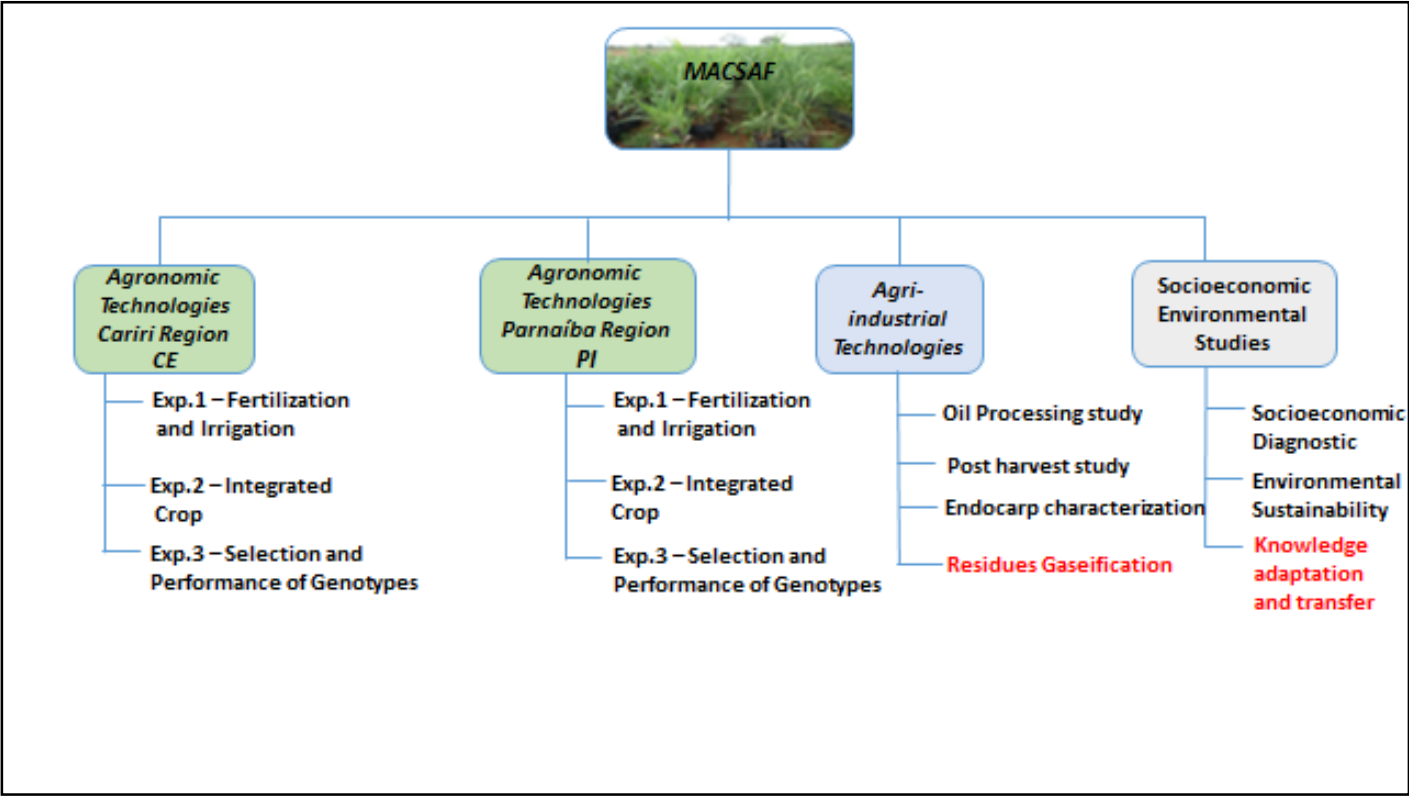 MACSAF
Agronomic
Technologies
Cariri Region
CE
Exp.1 – Fertilization
and Irrigation
Exp.2 – Integrated
Crop
Exp.3 – Selection and
Performance of Genotypes
Agronomic
Technologies
Parnaíba Region
PI
Exp.1 – Fertilization
and Irrigation
Exp.2 – Integrated
Crop
Exp.3 – Selection and
Performance of Genotypes
Agri-
industrial
Technologies
Oil Processing study
Post harvest study
Endocarp characterization
Residues Gaseification
Socioeconomic
Environmental
Studies
Socioeconomic
Diagnostic
Environmental
Sustainability
Knowledge
adaptation
and transfer